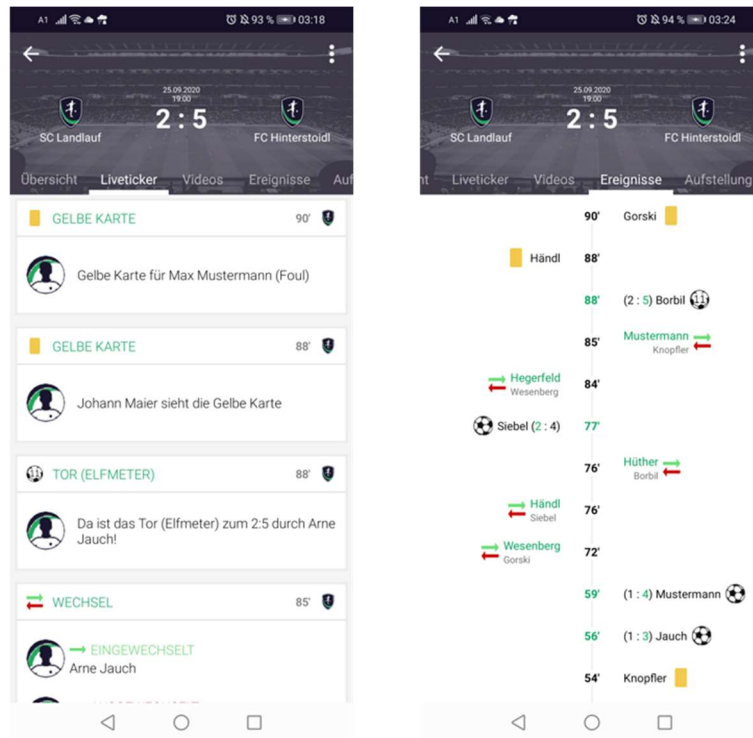 A1 93 % 03:18
25.09.2020
19:00
2 : 5
SC Landlauf FC Hinterstoidl
Übersicht Liveticker Videos Ereignisse Auf
GELBE KARTE 90'
Gelbe Karte für Max Mustermann (Foul)
GELBE KARTE 88'
Johann Maier sieht die Gelbe Karte
11 TOR (ELFMETER) 88'
Da ist das Tor (Elfmeter) zum 2:5 durch Arne
Jauch!
WECHSEL 85'
EINGEWECHSELT
Arne Jauch
A1 94 % 03:24
25.09.2020
19:00
2 : 5
SC Landlauf FC Hinterstoidl
ht Liveticker Videos Ereignisse Aufstellung
90' Gorski
Händl 88'
88' (2 : 5) Borbil 11
85' Mustermann
Knopfler
Hegerfeld 84'
Wesenberg
Siebel (2 : 4) 77'
76' Hüther
Borbil
Händl 76'
Siebel
Wesenberg 72'
Gorski
59' (1 : 4) Mustermann
56' (1 : 3) Jauch
54' Knopfler